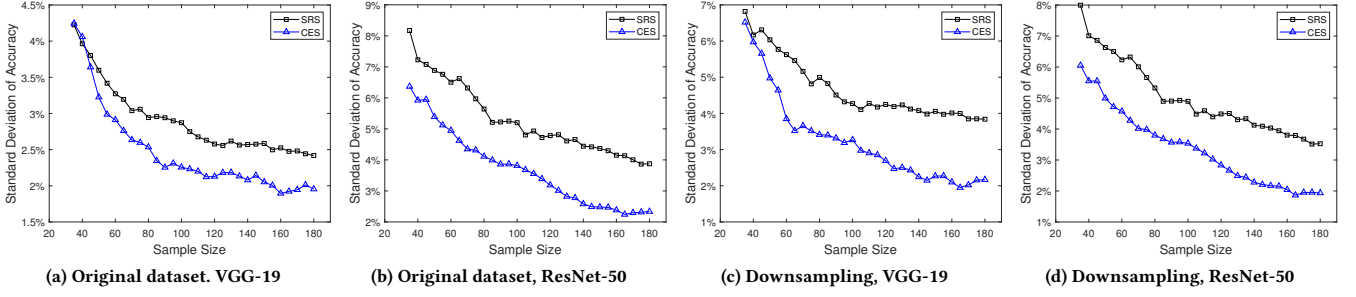 Standard Deviation of Accuracy
4.5%
4%
3.5%
3%
2.5%
2%
1.5%
SRS
CES
20 40 60 80 100 120 140 160 180
Sample Size
(a) Original dataset. VGG-19
Standard Deviation of Accuracy
9%
8%
7%
6%
5%
4%
3%
2%
SRS
CES
20 40 60 80 100 120 140 160 180
Sample Size
(b) Original dataset, ResNet-50
Standard Deviation of Accuracy
7%
6%
5%
4%
3%
2%
1%
SRS
CES
20 40 60 80 100 120 140 160 180
Sample Size
(c) Downsampling, VGG-19
Standard Deviation of Accuracy
8%
7%
6%
5%
4%
3%
2%
1%
SRS
CES
20 40 60 80 100 120 140 160 180
Sample Size
(d) Downsampling, ResNet-50